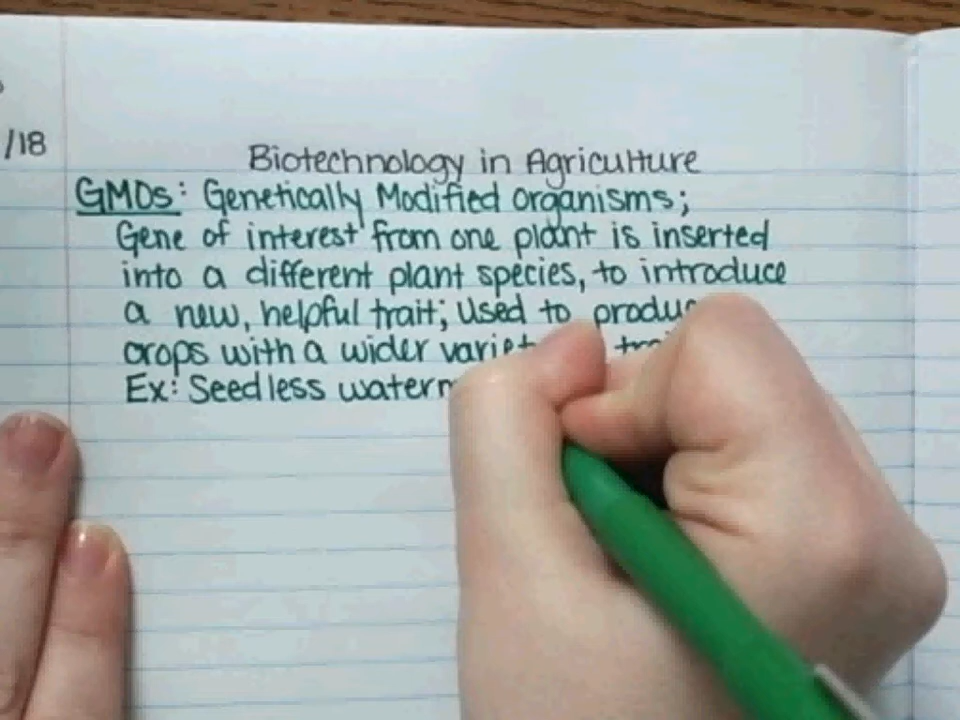 /18
Biotechnology in Agriculture
GMOs: Genetically Modified Organisms;
Gene of interest from one plant is inserted
into a different plant species, to introduce
a new, helpful trait; Used to
crops with a wider
Ex: Seedless